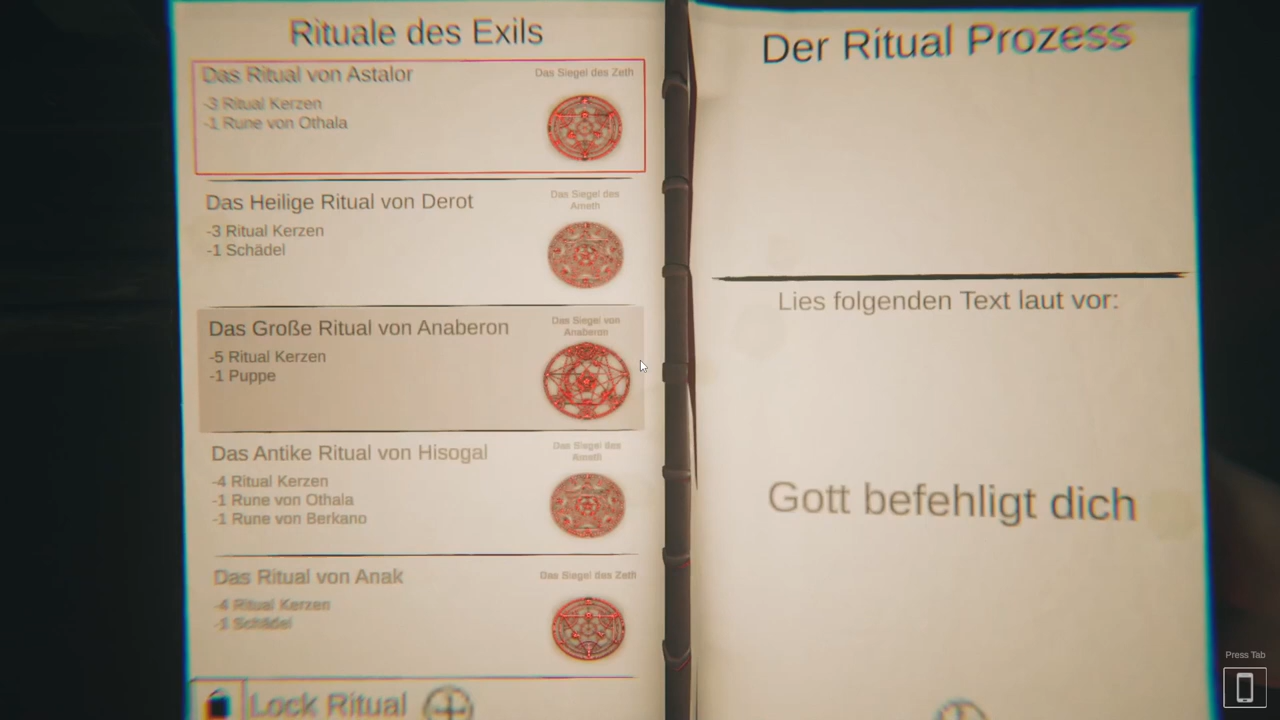 Rituale des Exils
Das Ritual von Astalor
Das Siegel des Zeth
-3 Ritual Kerzen
-1 Rune von Othala
Das Heilige Ritual von Derot
Das Siegel des
Ameth
-3 Ritual Kerzen
-1 Schädel
Das Große Ritual von Anaberon
Das Siegel von
Anaberon
-5 Ritual Kerzen
-1 Puppe
Das Antike Ritual von Hisogal
Das Siegel des
Ameth
-4 Ritual Kerzen
-1 Rune von Othala
-1 Rune von Berkano
Das Ritual von Anak
Das Siegel des Zeth
-4 Ritual Kerzen
-1 Schädel
Lock Ritual
Der Ritual Prozess
Lies folgenden Text laut vor:
Gott befehligt dich
Press Tab